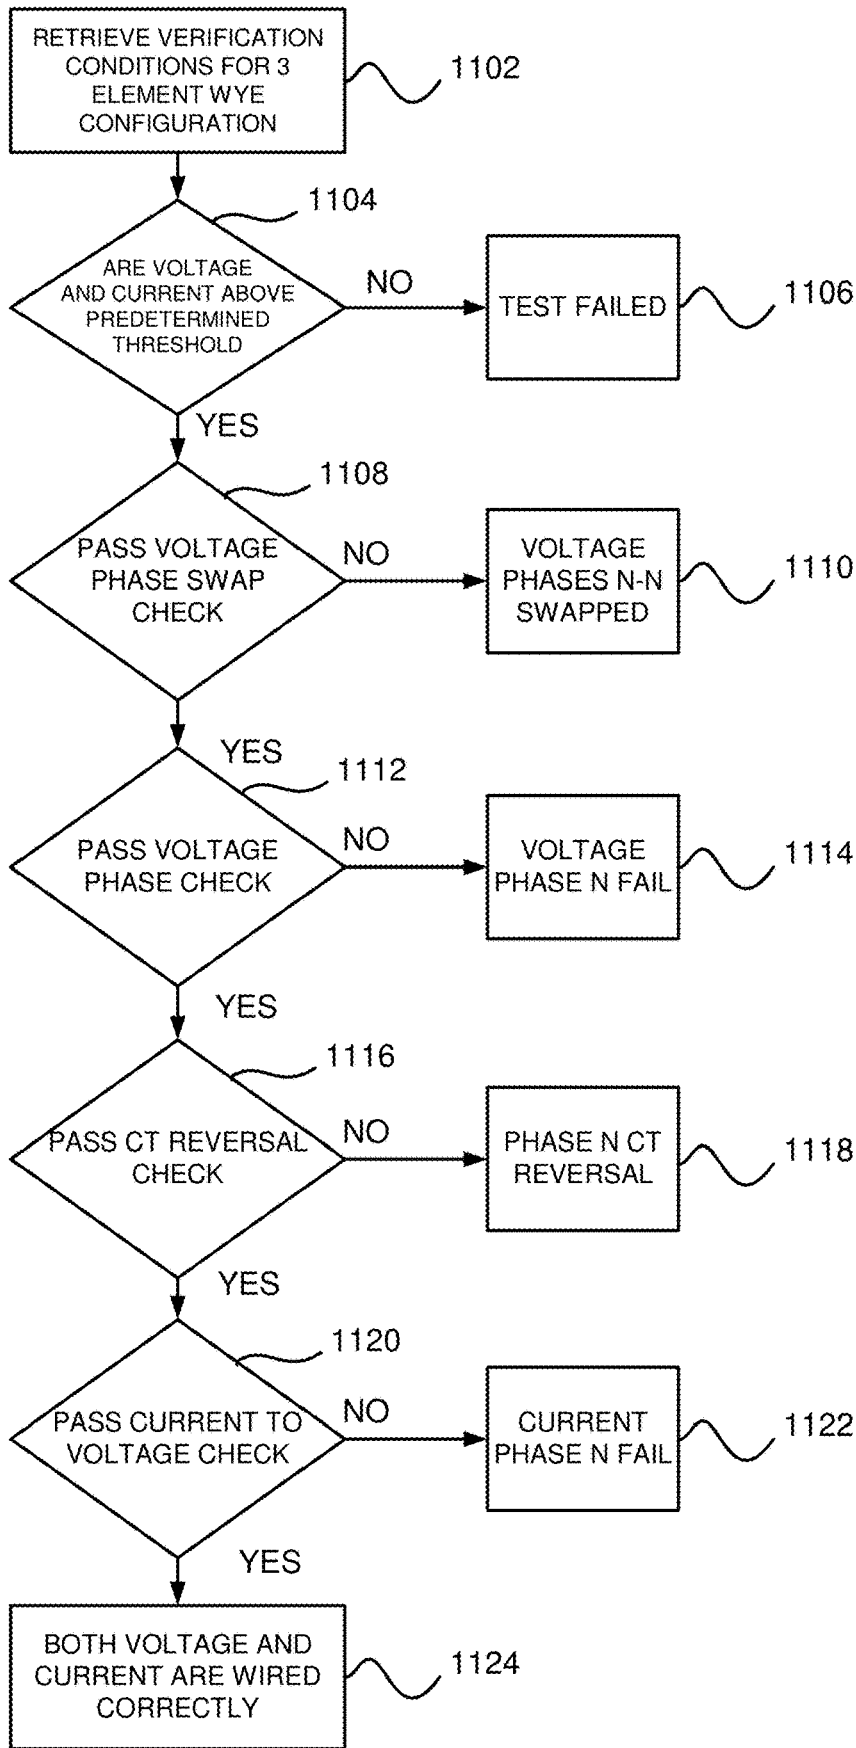 RETRIEVE VERIFICATION
CONDITIONS FOR 3
ELEMENT WYE
CONFIGURATION
1102
1104
ARE VOLTAGE
AND CURRENT ABOVE
PREDETERMINED
THRESHOLD
NO
TEST FAILED
1106
YES
1108
PASS VOLTAGE
PHASE SWAP
CHECK
NO
VOLTAGE
PHASES N-N
SWAPPED
1110
YES
1112
PASS VOLTAGE
PHASE CHECK
NO
VOLTAGE
PHASE N FAIL
1114
YES
1116
PASS CT REVERSAL
CHECK
NO
PHASE N CT
REVERSAL
1118
YES
1120
PASS CURRENT TO
VOLTAGE CHECK
NO
CURRENT
PHASE N FAIL
1122
YES
BOTH VOLTAGE AND
CURRENT ARE WIRED
CORRECTLY
1124